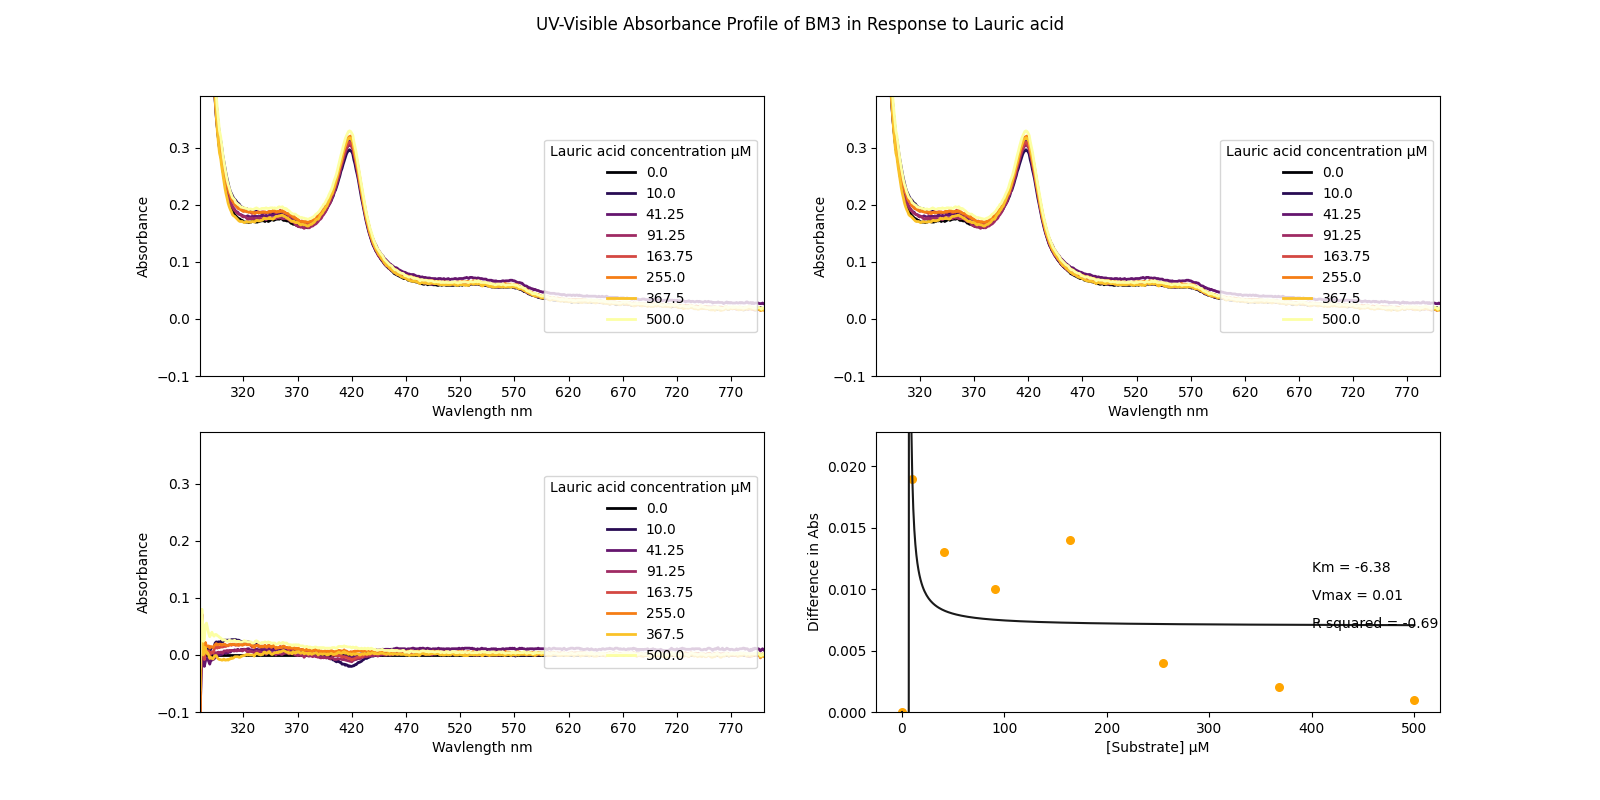 UV-Visible Absorbance Profile of BM3 in Response to Lauric acid
Absorbance
0.3
0.2
0.1
0.0
−0.1
320 370 420 470 520 570 620 670 720 770
Wavlength nm
Lauric acid concentration μM
0.0
10.0
41.25
91.25
163.75
255.0
367.5
500.0
Absorbance
0.3
0.2
0.1
0.0
−0.1
320 370 420 470 520 570 620 670 720 770
Wavlength nm
Lauric acid concentration μM
0.0
10.0
41.25
91.25
163.75
255.0
367.5
500.0
Absorbance
0.3
0.2
0.1
0.0
−0.1
320 370 420 470 520 570 620 670 720 770
Wavlength nm
Lauric acid concentration μM
0.0
10.0
41.25
91.25
163.75
255.0
367.5
500.0
Difference in Abs
0.020
0.015
0.010
0.005
0.000
0 100 200 300 400 500
[Substrate] μM
Km = -6.38
Vmax = 0.01
R squared = -0.69